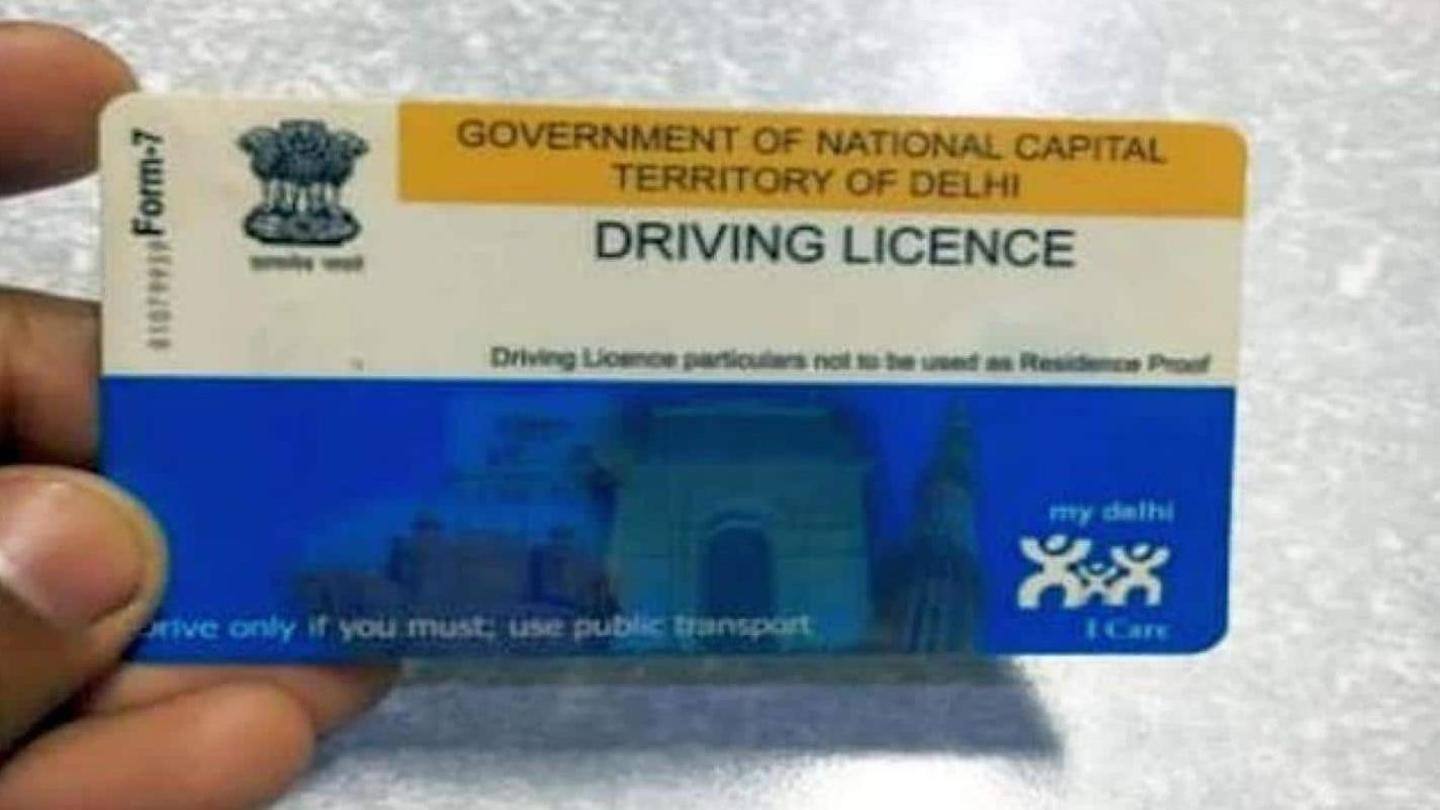 Form-7
GOVERNMENT OF NATIONAL CAPITAL
TERRITORY OF DELHI
DRIVING LICENCE
Driving Licence particulars not to be used as Residence Proof
my delhi
I Care
rive only if you must; use public transport